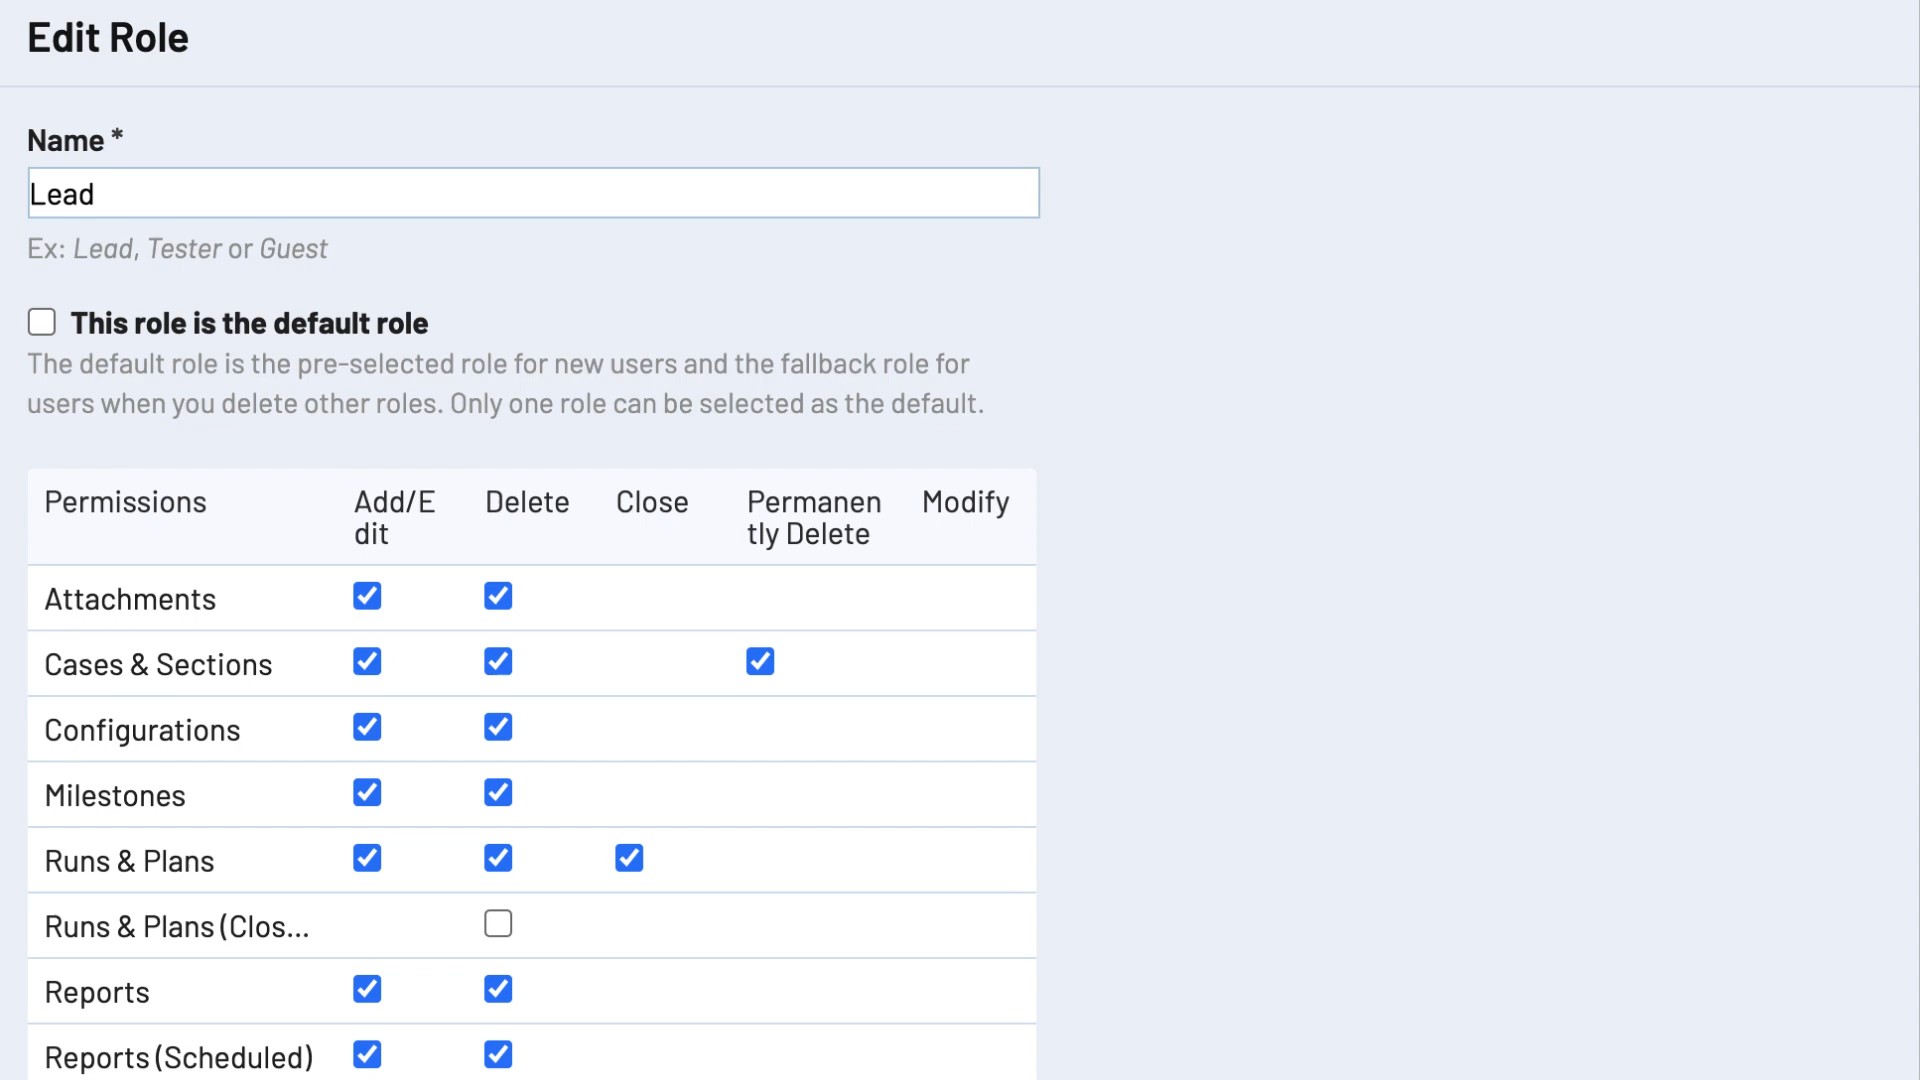 Edit Role
Name *
Lead
Ex: Lead, Tester or Guest
This role is the default role
The default role is the pre-selected role for new users and the fallback role for
users when you delete other roles. Only one role can be selected as the default.
Permissions Add/E Delete Close Permanen Modify
dit tly Delete
Attachments
Cases & Sections
Configurations
Milestones
Runs & Plans
Runs & Plans (Clos...
Reports
Reports (Scheduled)